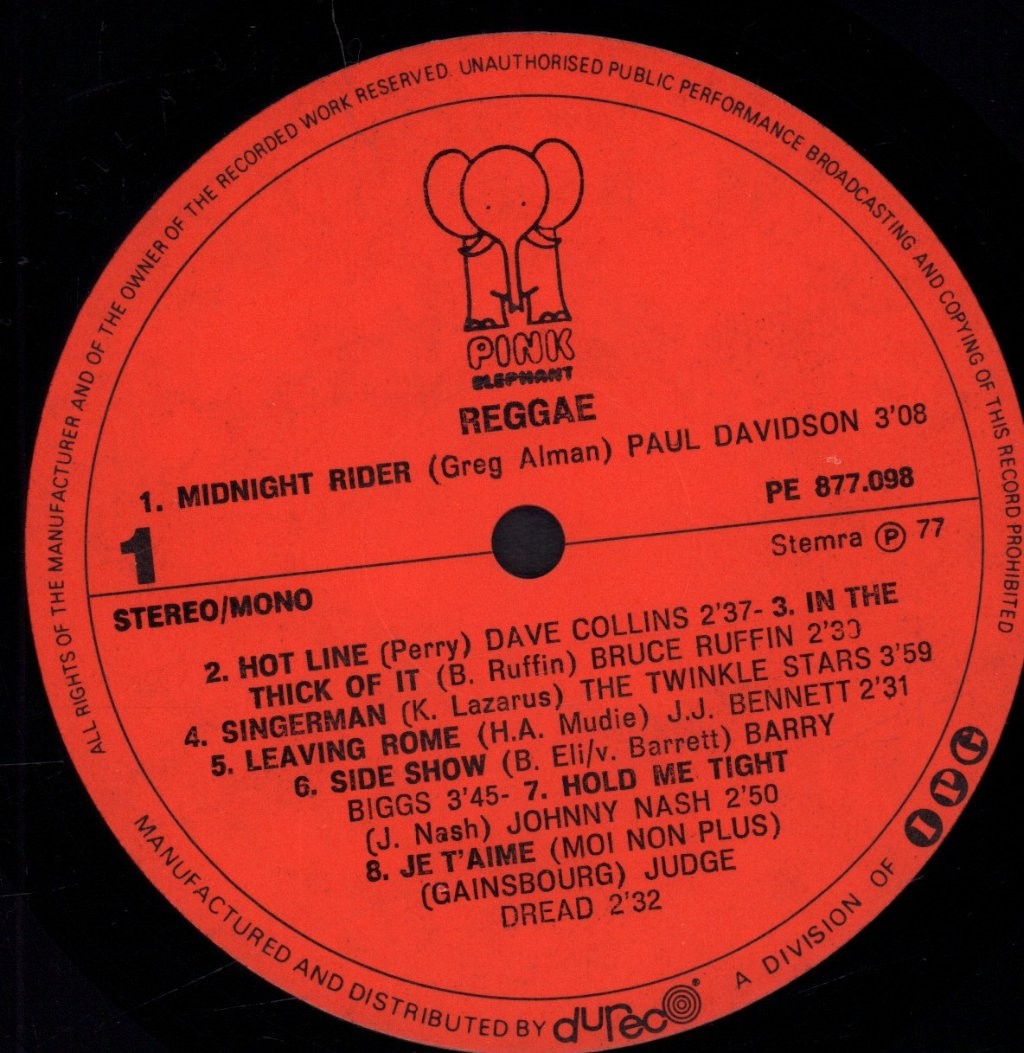 ALL RIGHTS OF THE MANUFACTURER AND OF THE OWNER OF THE RECORDED WORK RESERVED. UNAUTHORISED PUBLIC PERFORMANCE BROADCASTING AND COPYING OF THIS RECORD PROHIBITED
PINK
ELEPHANT
REGGAE
1. MIDNIGHT RIDER (Greg Alman) PAUL DAVIDSON 3'08
PE 877.098
1
Stemra Ⓟ 77
STEREO/MONO
2. HOT LINE (Perry) DAVE COLLINS 2'37- 3. IN THE
THICK OF IT (B. Ruffin) BRUCE RUFFIN
4. SINGERMAN (K. Lazarus) THE TWINKLE STARS 3'59
5. LEAVING ROME (H.A. Mudie) J.J. BENNETT 2'31
6. SIDE SHOW (B. Eli/v. Barrett) BARRY
BIGGS 3'45- 7. HOLD ME TIGHT
(J. Nash) JOHNNY NASH 2'50
8. JE T'AIME (MOI NON PLUS)
(GAINSBOURG) JUDGE
DREAD 2'32
MANUFACTURED AND DISTRIBUTED BY dureco® A DIVISION OF